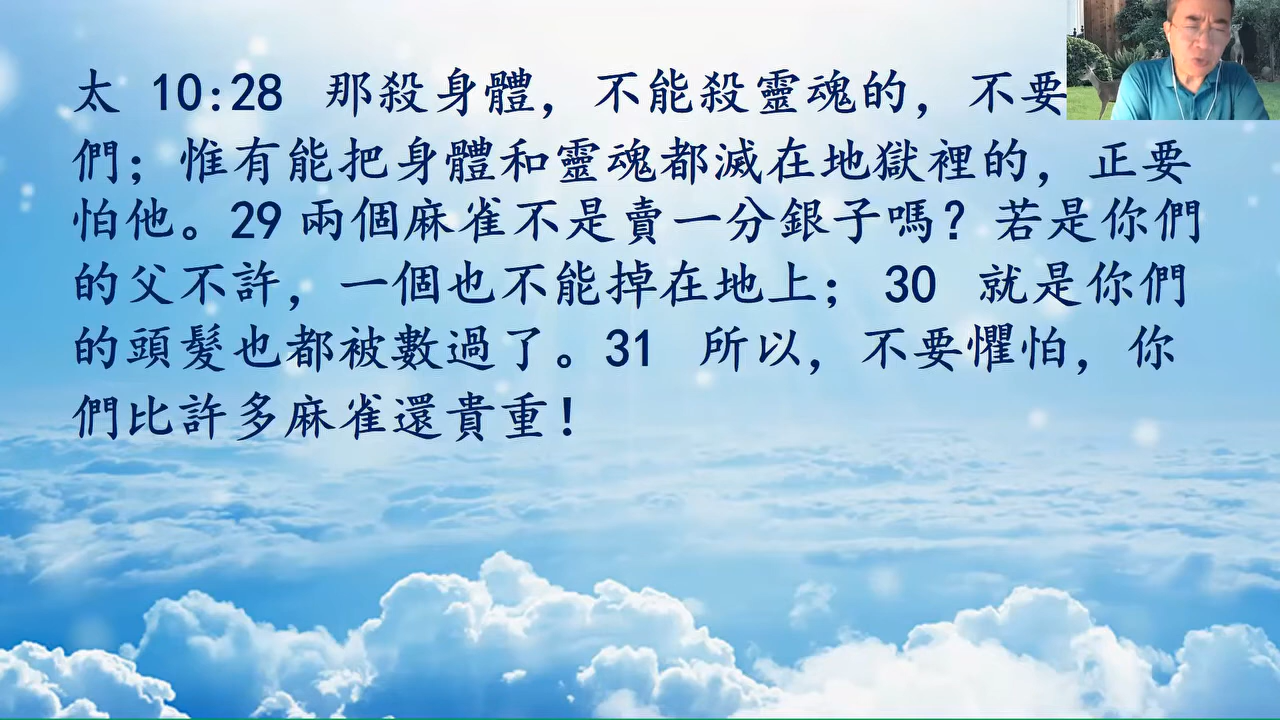 太 10:28 那殺身體，不能殺靈魂的，不要
們；惟有能把身體和靈魂都滅在地獄裡的，正要
怕他。29 兩個麻雀不是賣一分銀子嗎？若是你們
的父不許，一個也不能掉在地上； 30 就是你們
的頭髮也都被數過了。31 所以，不要懼怕，你
們比許多麻雀還貴重！